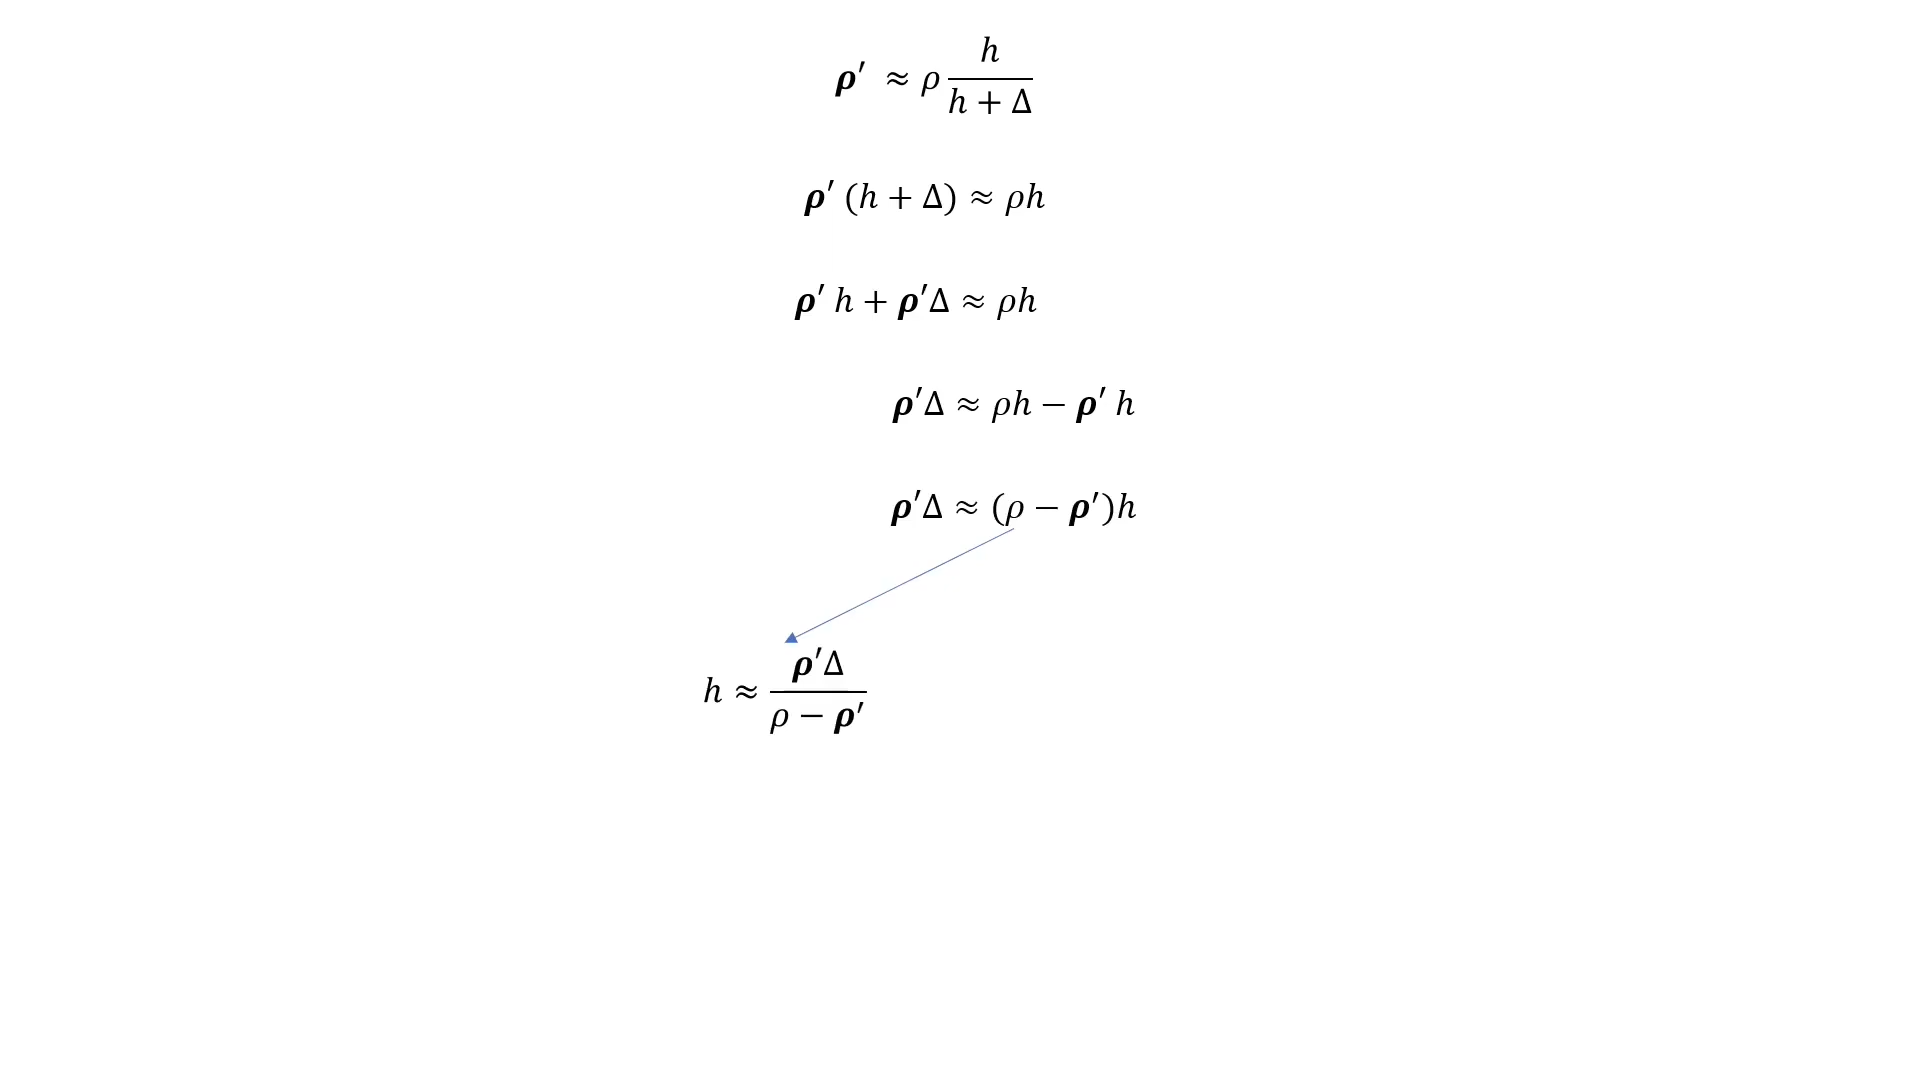 𝝆′ ≈ 𝜌 ℎ/(ℎ + Δ)
𝝆′ (ℎ + Δ) ≈ 𝜌ℎ
𝝆′ ℎ + 𝝆′Δ ≈ 𝜌ℎ
𝝆′Δ ≈ 𝜌ℎ − 𝝆′ ℎ
𝝆′Δ ≈ (𝜌 − 𝝆′)ℎ
ℎ ≈ 𝝆′Δ/(𝜌 − 𝝆′)